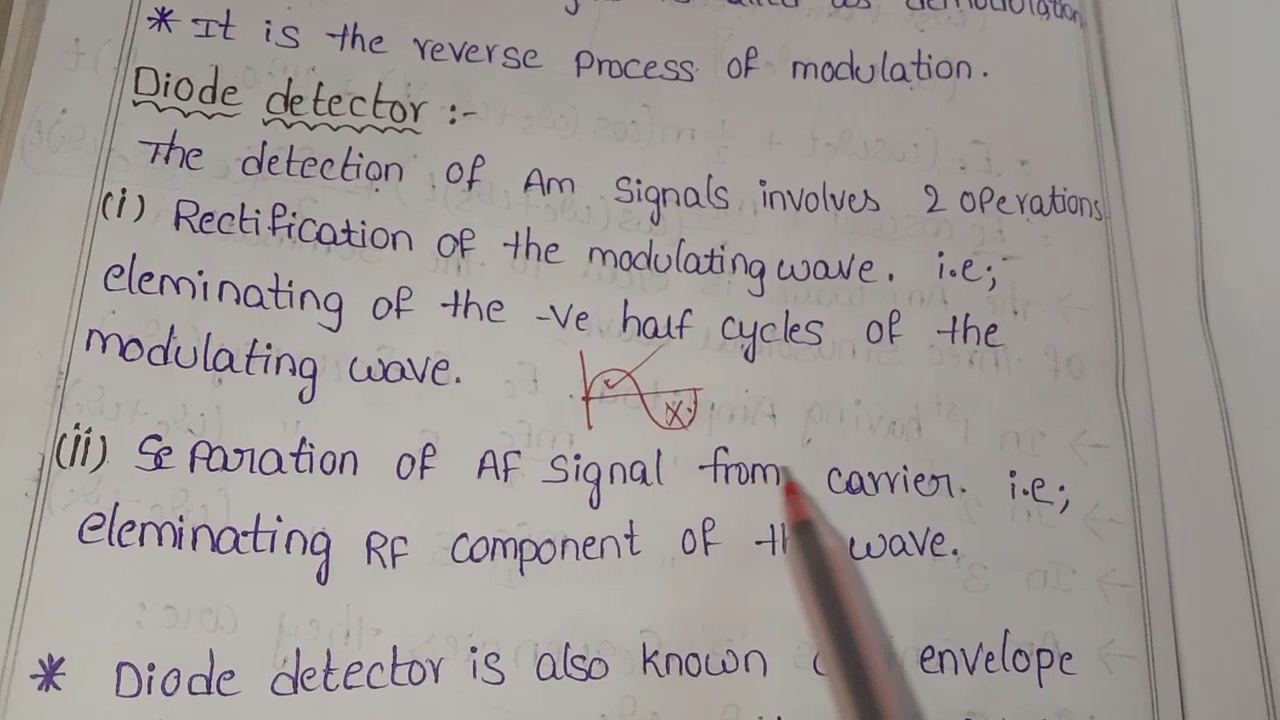 demodulation
* It is the reverse process of modulation.
Diode detector :-
The detection of Am signals involves 2 operations
(i) Rectification of the modulating wave. i.e;
eleminating of the -ve half cycles of the
modulating wave.
(ii) Separation of AF signal from carrier. i.e;
eleminating RF component of wave.
* Diode detector is also known envelope